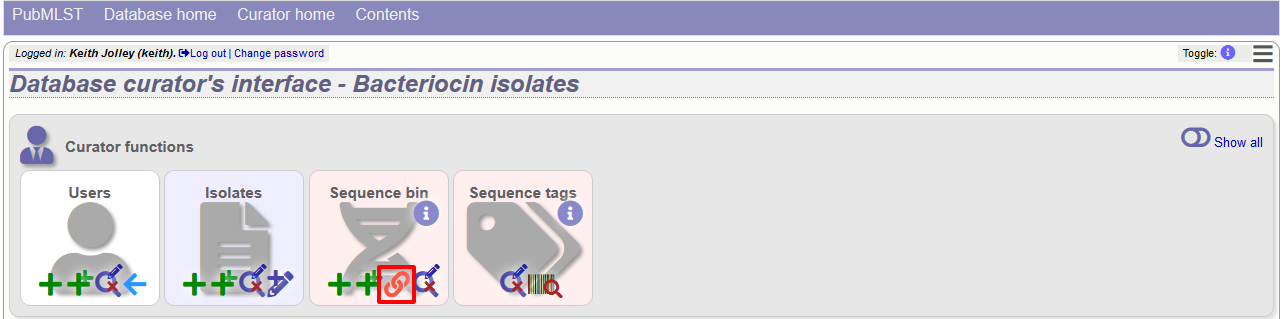 PubMLST Database home Curator home Contents
Logged in: Keith Jolley (keith). Log out | Change password Toggle: i
Database curator's interface - Bacteriocin isolates
Curator functions Show all
Users Isolates Sequence bin Sequence tags